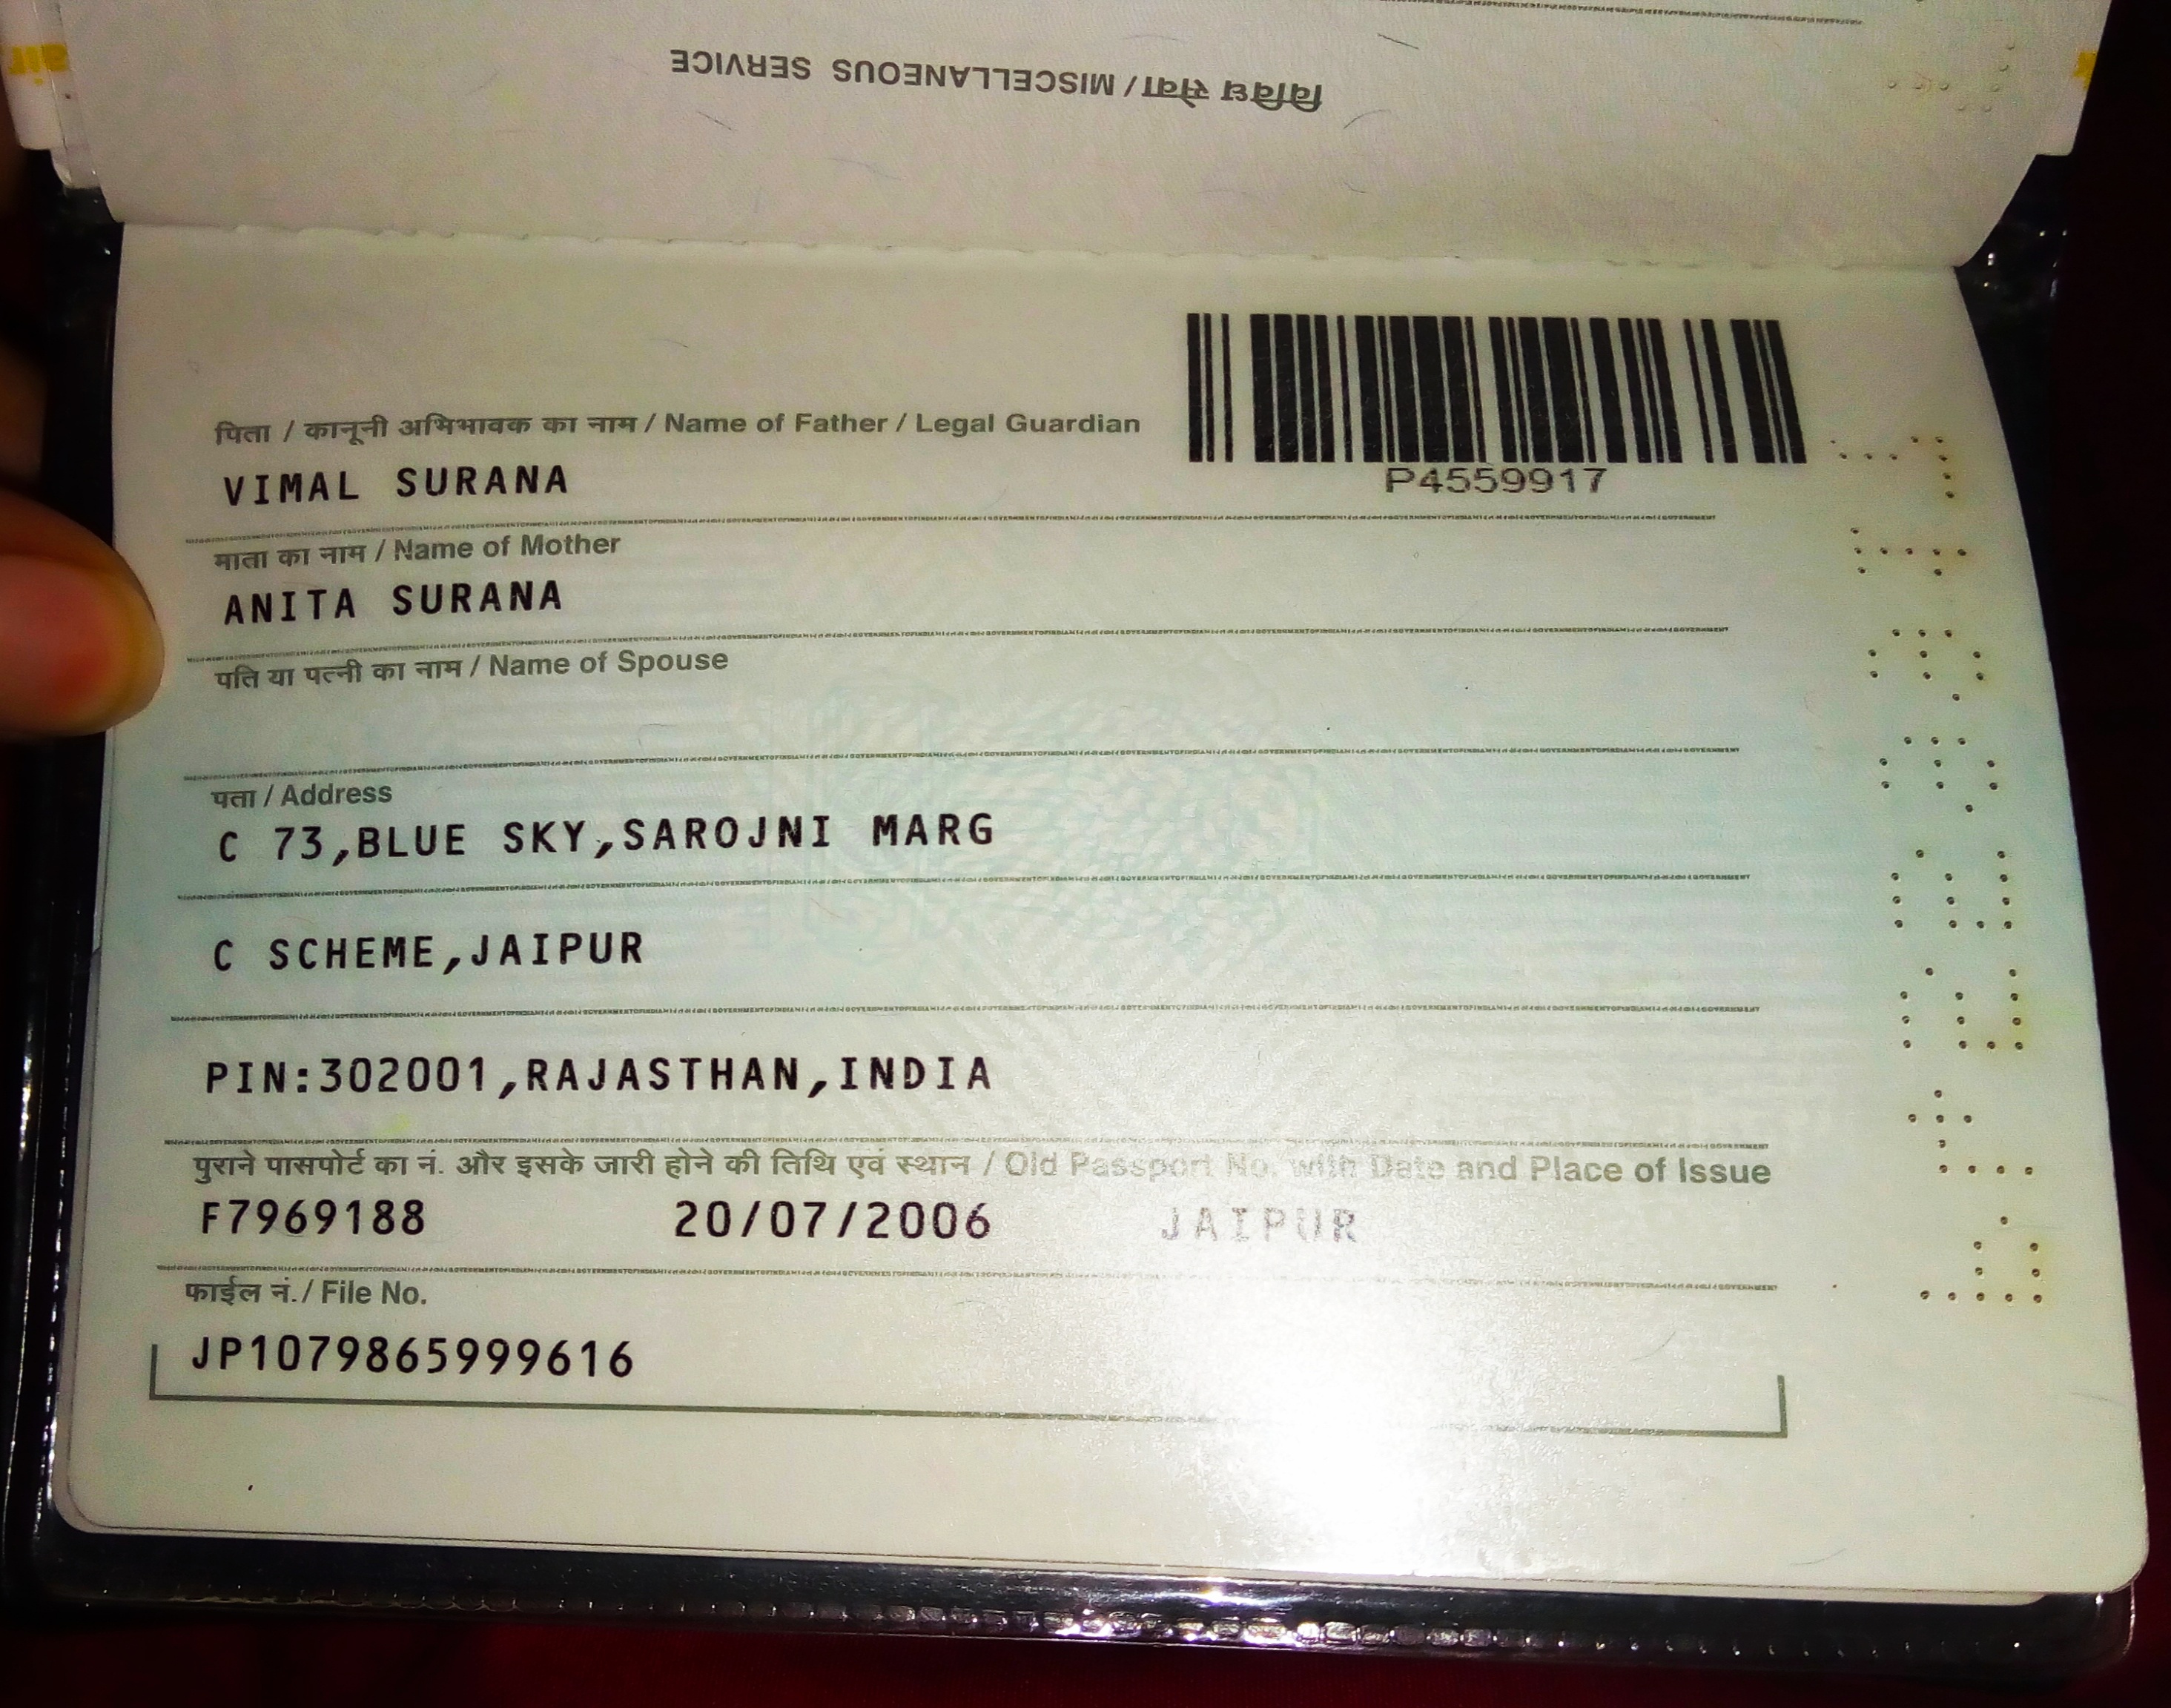 विविध सेवा / MISCELLANEOUS SERVICE
P4559917
पिता / कानूनी अभिभावक का नाम / Name of Father / Legal Guardian
VIMAL SURANA
माता का नाम / Name of Mother
ANITA SURANA
पति या पत्नी का नाम / Name of Spouse
पता / Address
C 73,BLUE SKY,SAROJNI MARG
C SCHEME,JAIPUR
PIN:302001,RAJASTHAN,INDIA
पुराने पासपोर्ट का नं. और इसके जारी होने की तिथि एवं स्थान / Old Passport No. with Date and Place of Issue
F7969188 20/07/2006 JAIPUR
फाईल नं./ File No.
JP1079865999616